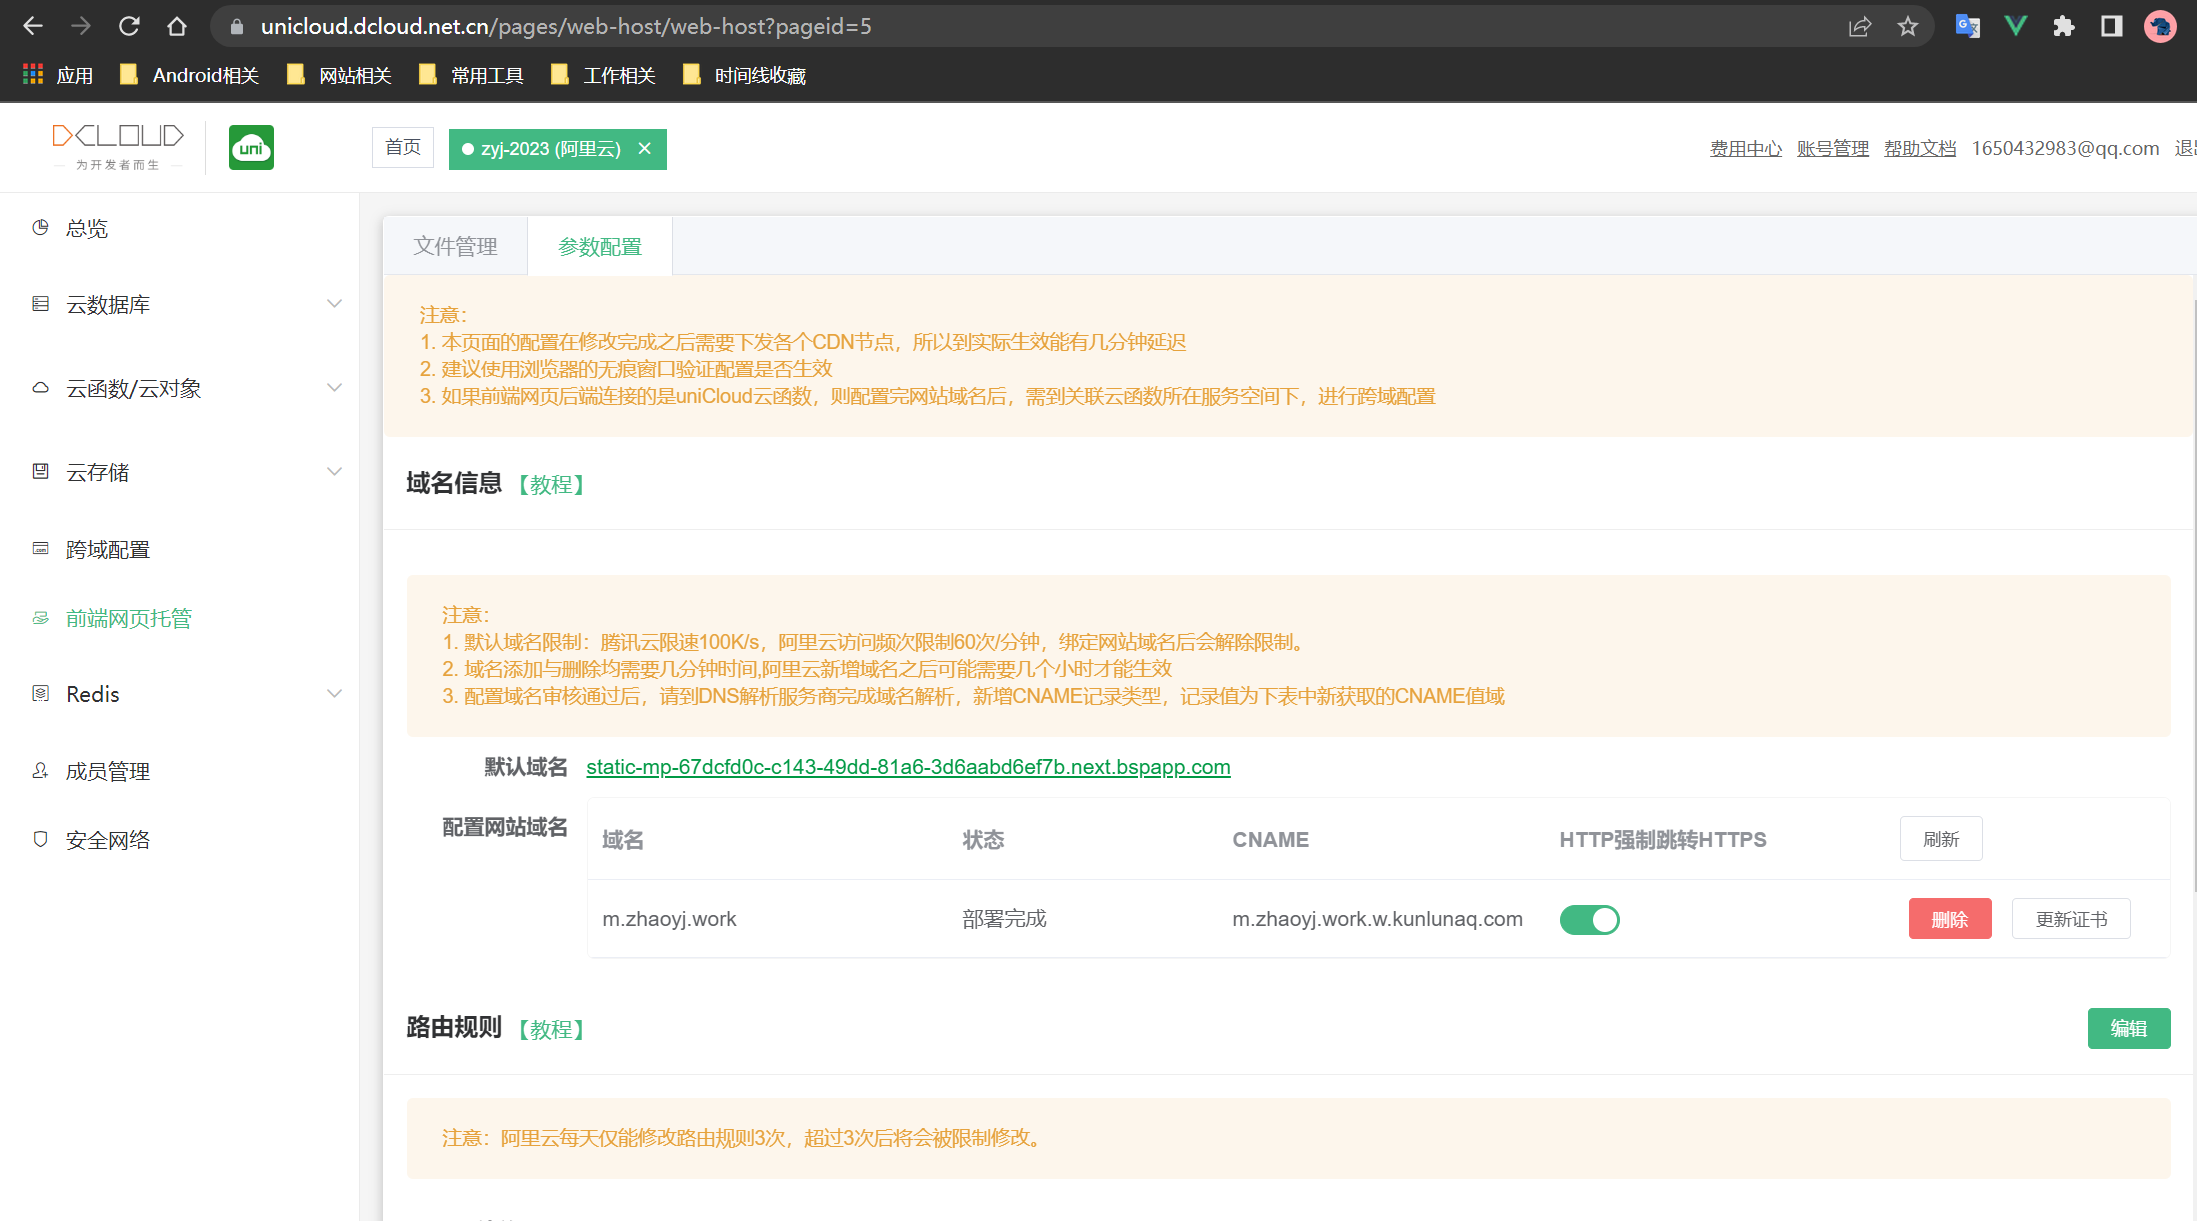 unicloud.dcloud.net.cn/pages/web-host/web-host?pageid=5
应用 Android相关 网站相关 常用工具 工作相关 时间线收藏
DCLOUD
为开发者而生
uni
首页
zyj-2023 (阿里云)
费用中心 账号管理 帮助文档 1650432983@qq.com 退出
总览
云数据库
云函数/云对象
云存储
跨域配置
前端网页托管
Redis
成员管理
安全网络
文件管理 参数配置
注意：
1. 本页面的配置在修改完成之后需要下发各个CDN节点，所以到实际生效能有几分钟延迟
2. 建议使用浏览器的无痕窗口验证配置是否生效
3. 如果前端网页后端连接的是uniCloud云函数，则配置完网站域名后，需到关联云函数所在服务空间下，进行跨域配置
域名信息 【教程】
注意：
1. 默认域名限制：腾讯云限速100K/s，阿里云访问频次限制60次/分钟，绑定网站域名后会解除限制。
2. 域名添加与删除均需要几分钟时间,阿里云新增域名之后可能需要几个小时才能生效
3. 配置域名审核通过后，请到DNS解析服务商完成域名解析，新增CNAME记录类型，记录值为下表中新获取的CNAME值域
默认域名 static-mp-67dcfd0c-c143-49dd-81a6-3d6aabd6ef7b.next.bspapp.com
配置网站域名
域名 状态 CNAME HTTP强制跳转HTTPS 刷新
m.zhaoyj.work 部署完成 m.zhaoyj.work.w.kunlunaq.com 删除 更新证书
路由规则 【教程】 编辑
注意：阿里云每天仅能修改路由规则3次，超过3次后将会被限制修改。